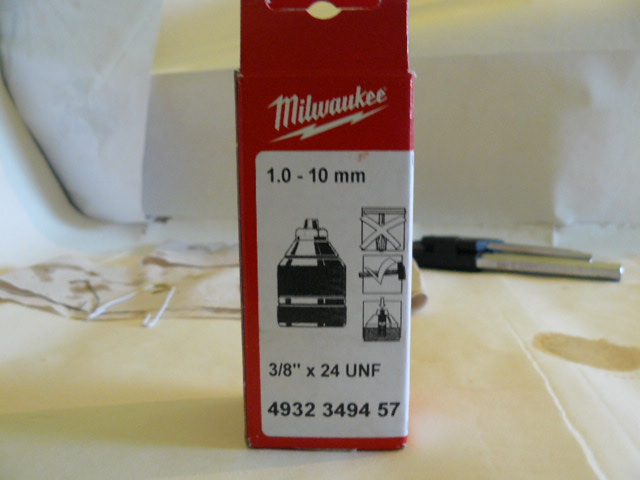 Milwaukee
1.0 - 10 mm
3/8" x 24 UNF
4932 3494 57